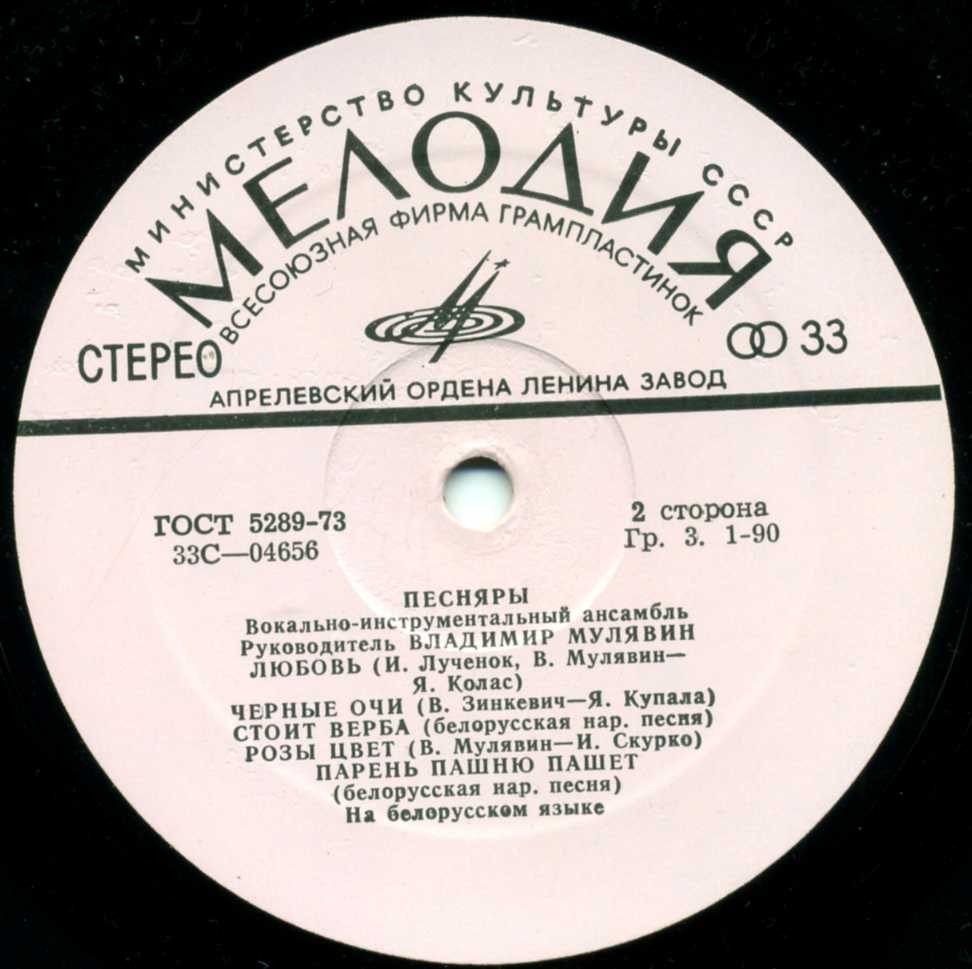 МИНИСТЕРСТВО КУЛЬТУРЫ СССР
МЕЛОДИЯ
ВСЕСОЮЗНАЯ ФИРМА ГРАМПЛАСТИНОК
СТЕРЕО
33
АПРЕЛЕВСКИЙ ОРДЕНА ЛЕНИНА ЗАВОД
ГОСТ 5289-73
33С—04656
2 сторона
Гр. 3. 1-90
ПЕСНЯРЫ
Вокально-инструментальный ансамбль
Руководитель ВЛАДИМИР МУЛЯВИН
ЛЮБОВЬ (И. Лученок, В. Мулявин—
Я. Колас)
ЧЕРНЫЕ ОЧИ (В. Зинкевич—Я. Купала)
СТОИТ ВЕРБА (белорусская нар. песня)
РОЗЫ ЦВЕТ (В. Мулявин—И. Скурко)
ПАРЕНЬ ПАШНЮ ПАШЕТ
(белорусская нар. песня)
На белорусском языке